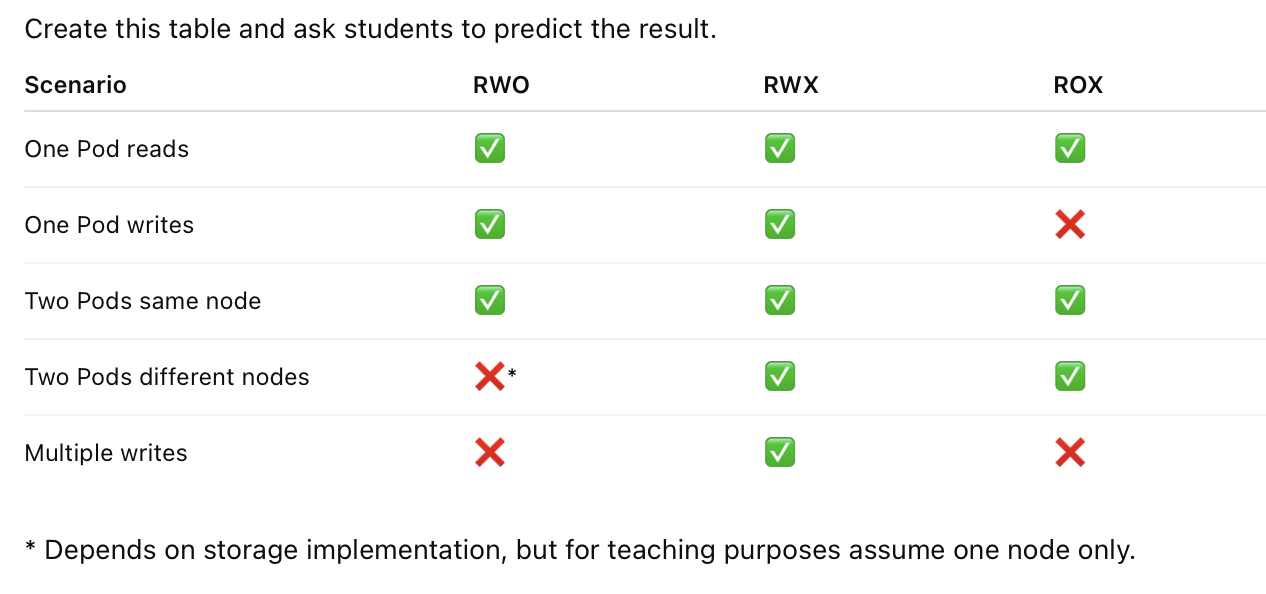 Create this table and ask students to predict the result.
Scenario RWO RWX ROX
One Pod reads ✅ ✅ ✅
One Pod writes ✅ ✅ ❌
Two Pods same node ✅ ✅ ✅
Two Pods different nodes ❌* ✅ ✅
Multiple writes ❌ ✅ ❌
* Depends on storage implementation, but for teaching purposes assume one node only.